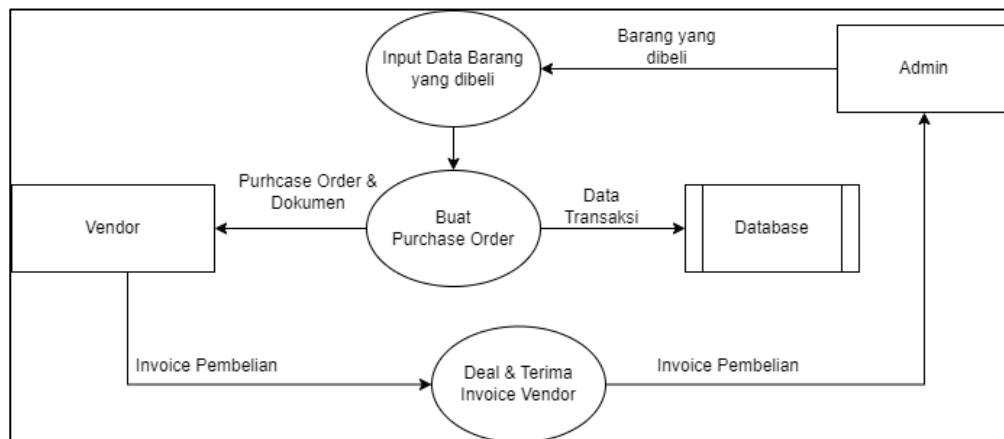 Input Data Barang
yang dibeli
Barang yang
dibeli
Admin
Purhcase Order &
Dokumen
Vendor
Buat
Purchase Order
Data
Transaksi
Database
Invoice Pembelian
Deal & Terima
Invoice Vendor
Invoice Pembelian